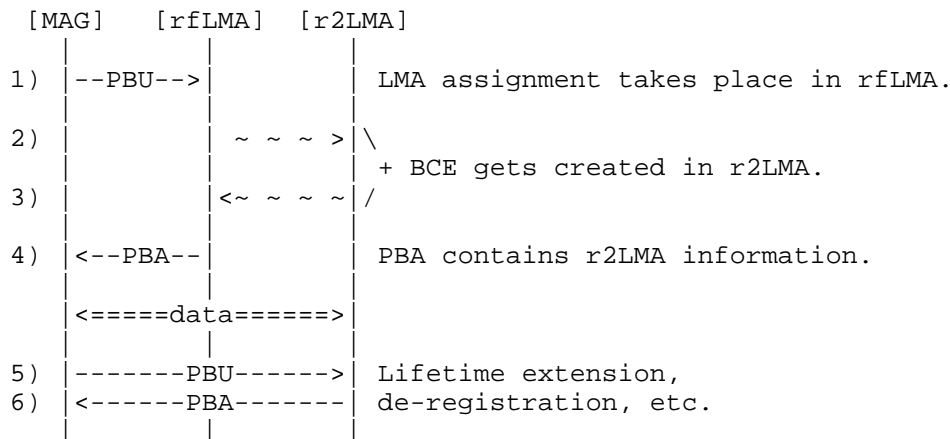 [MAG] [rfLMA] [r2LMA]
1) |--PBU-->| | LMA assignment takes place in rfLMA.
2) | | ~ ~ ~ >|\
| | | + BCE gets created in r2LMA.
3) | |<~ ~ ~ ~|/
4) |<--PBA--| | PBA contains r2LMA information.
|<=====data======>|
5) |-------PBU------>| Lifetime extension,
6) |<------PBA-------| de-registration, etc.